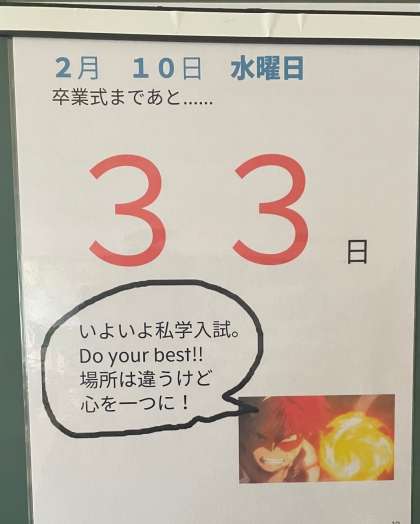 ２月　１０日　水曜日
卒業式まであと……
３３日
いよいよ私学入試。
Do your best!!
場所は違うけど
心を一つに！